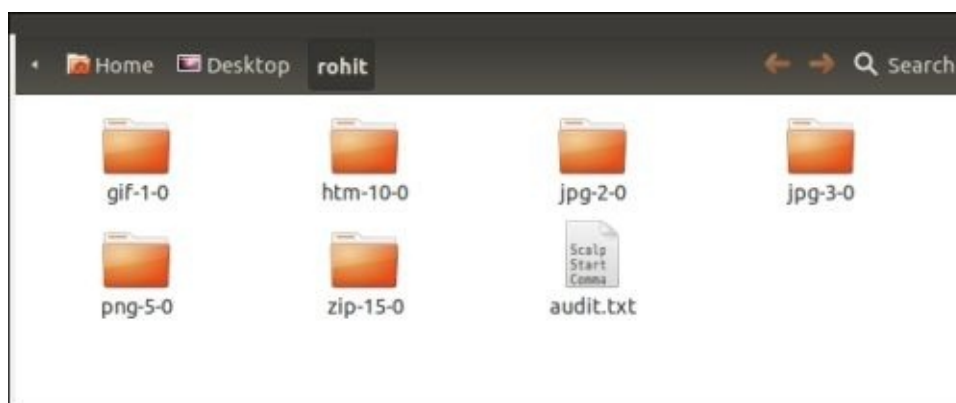 Home Desktop rohit Search
gif-1-0 htm-10-0 jpg-2-0 jpg-3-0
Scalp
Start
Comma
png-5-0 zip-15-0 audit.txt